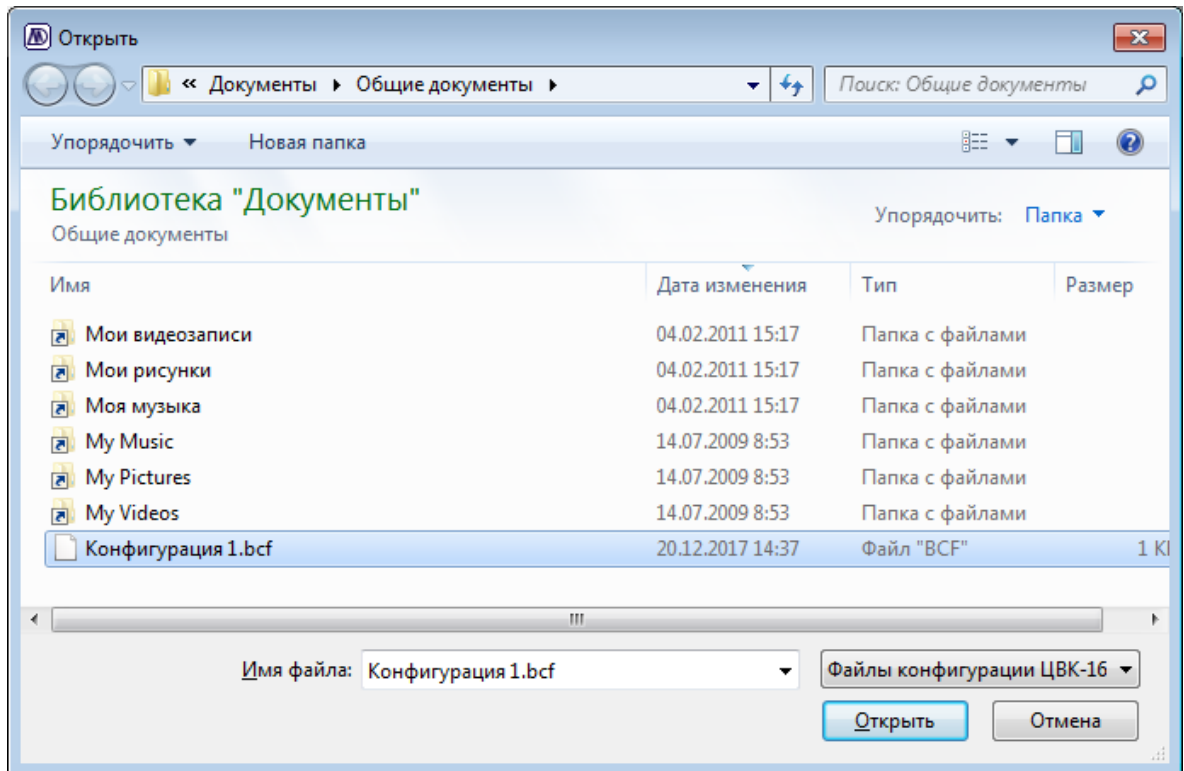 Открыть
« Документы Общие документы
Поиск: Общие документы
Упорядочить Новая папка
Библиотека "Документы"
Общие документы
Упорядочить: Папка
Имя Дата изменения Тип Размер
Мои видеозаписи 04.02.2011 15:17 Папка с файлами
Мои рисунки 04.02.2011 15:17 Папка с файлами
Моя музыка 04.02.2011 15:17 Папка с файлами
My Music 14.07.2009 8:53 Папка с файлами
My Pictures 14.07.2009 8:53 Папка с файлами
My Videos 14.07.2009 8:53 Папка с файлами
Конфигурация 1.bcf 20.12.2017 14:37 Файл "BCF" 1
Имя файла: Конфигурация 1.bcf Файлы конфигурации ЦВК-16
Открыть Отмена